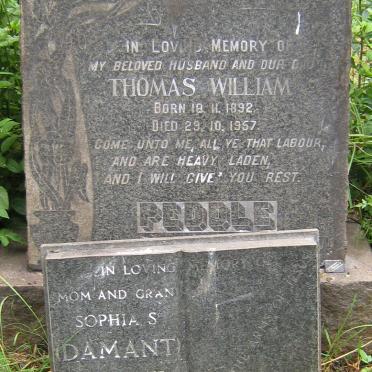 IN LOVING MEMORY OF
MY BELOVED HUSBAND AND OUR
THOMAS WILLIAM
BORN 19. 11. 1892.
DIED 29. 10. 1957.
COME UNTO ME, ALL YE THAT LABOUR,
AND ARE HEAVY LADEN,
AND I WILL GIVE YOU REST.
PEDDLE
IN LOVING MEMORY
MOM AND GRAN
SOPHIA S
DAMANT